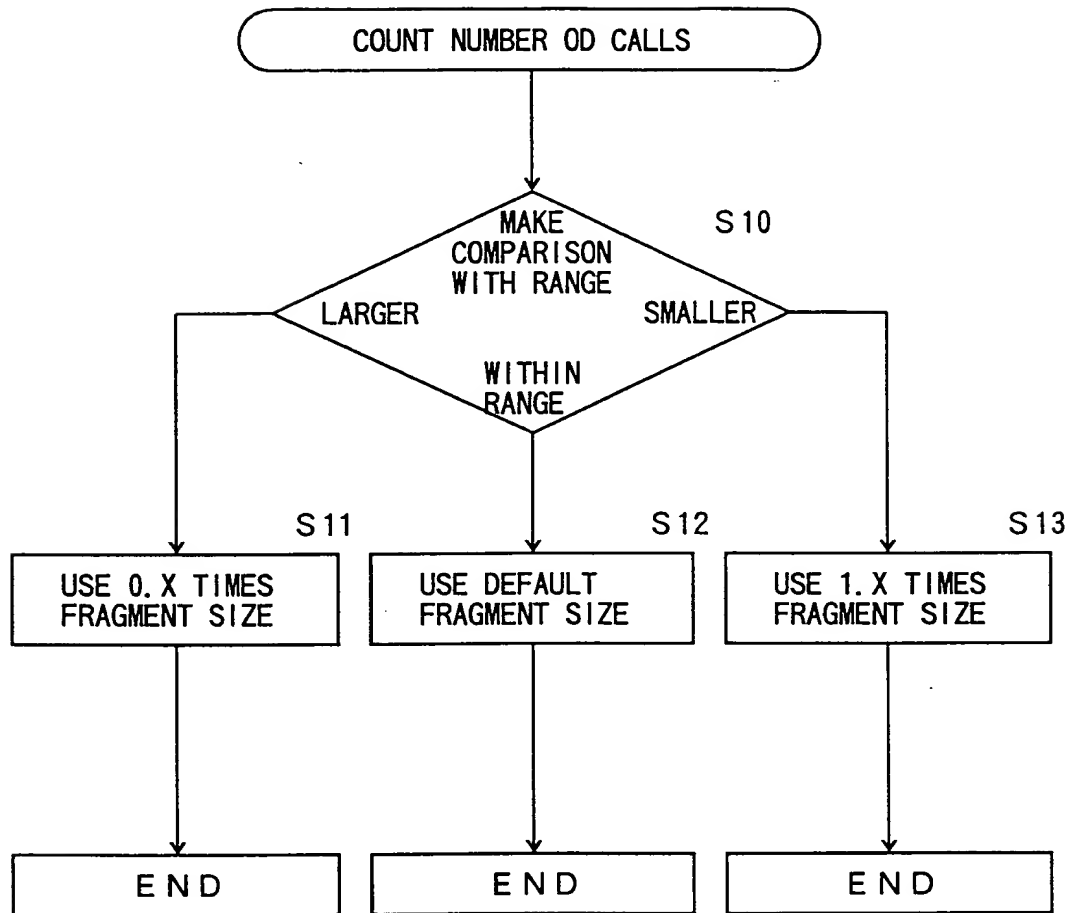 COUNT NUMBER OD CALLS
S10
MAKE
COMPARISON
WITH RANGE
LARGER
SMALLER
WITHIN
RANGE
S11
USE 0.X TIMES
FRAGMENT SIZE
S12
USE DEFAULT
FRAGMENT SIZE
S13
USE 1.X TIMES
FRAGMENT SIZE
END
END
END